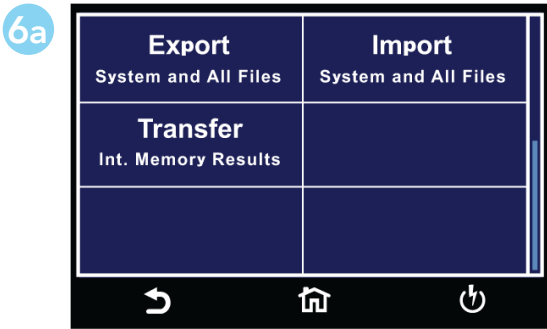 6a
Export
System and All Files
Import
System and All Files
Transfer
Int. Memory Results